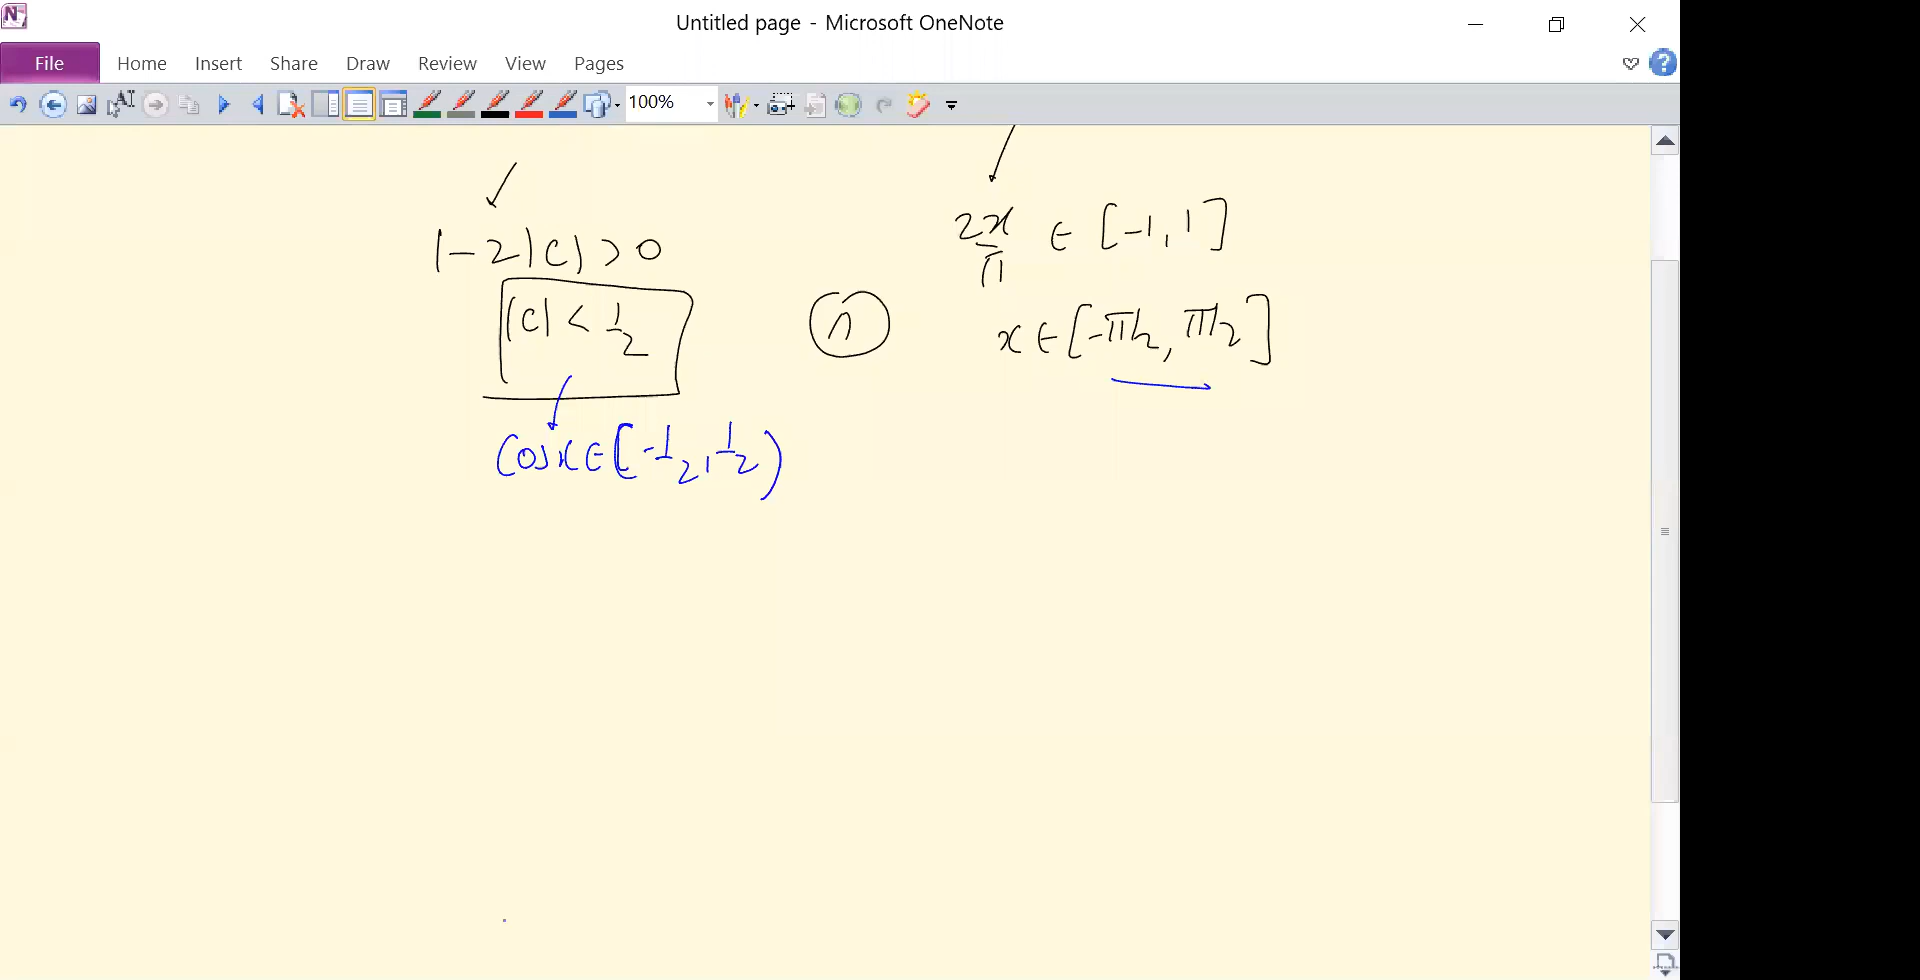 Untitled page - Microsoft OneNote
File Home Insert Share Draw Review View Pages
100%
1-2|c| > 0
|c| < 1/2
cosx ∈ [-1/2, 1/2)
∩
2x/π ∈ [-1, 1]
x ∈ [-π/2, π/2]